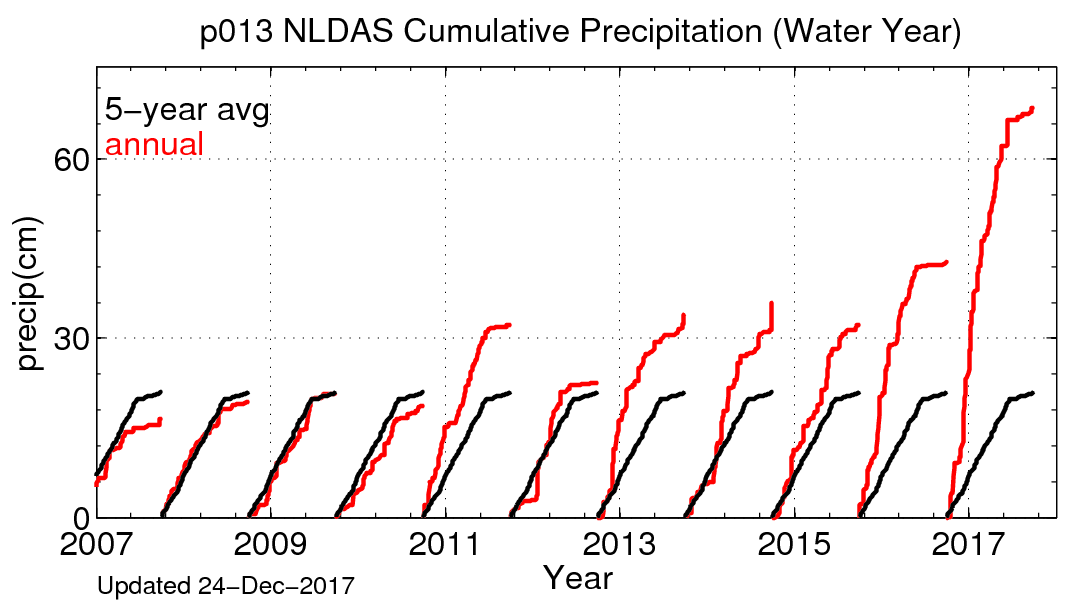 p013 NLDAS Cumulative Precipitation (Water Year)
5−year avg
annual
60
30
0
precip(cm)
2007 2009 2011 2013 2015 2017
Year
Updated 24−Dec−2017